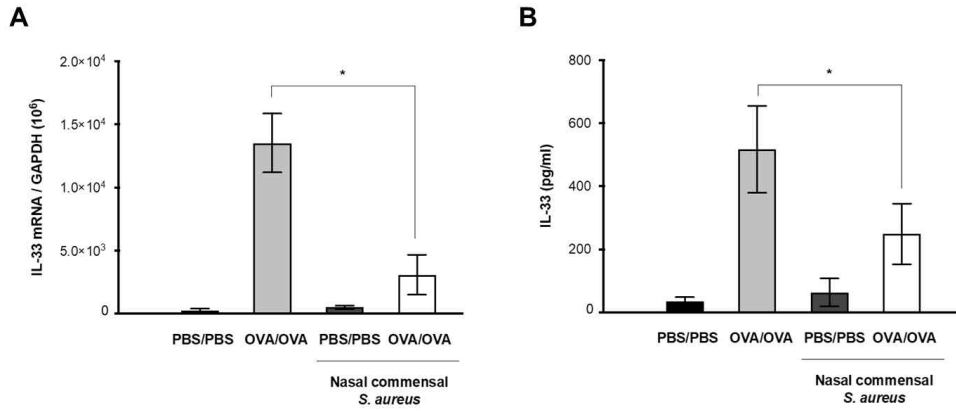 A
IL-33 mRNA / GAPDH (10⁶)
2.0×10⁴
1.5×10⁴
1.0×10⁴
5.0×10³
0
*
PBS/PBS OVA/OVA PBS/PBS OVA/OVA
Nasal commensal
S. aureus
B
IL-33 (pg/ml)
800
600
400
200
0
*
PBS/PBS OVA/OVA PBS/PBS OVA/OVA
Nasal commensal
S. aureus